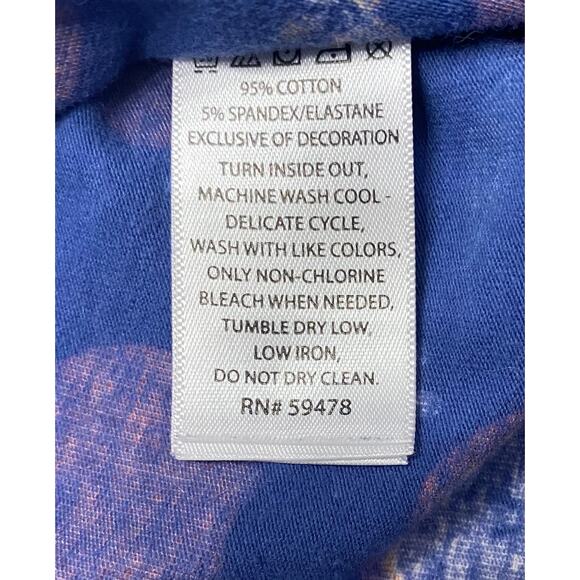 95% COTTON
5% SPANDEX/ELASTANE
EXCLUSIVE OF DECORATION
TURN INSIDE OUT,
MACHINE WASH COOL -
DELICATE CYCLE,
WASH WITH LIKE COLORS,
ONLY NON-CHLORINE
BLEACH WHEN NEEDED,
TUMBLE DRY LOW,
LOW IRON,
DO NOT DRY CLEAN.
RN# 59478